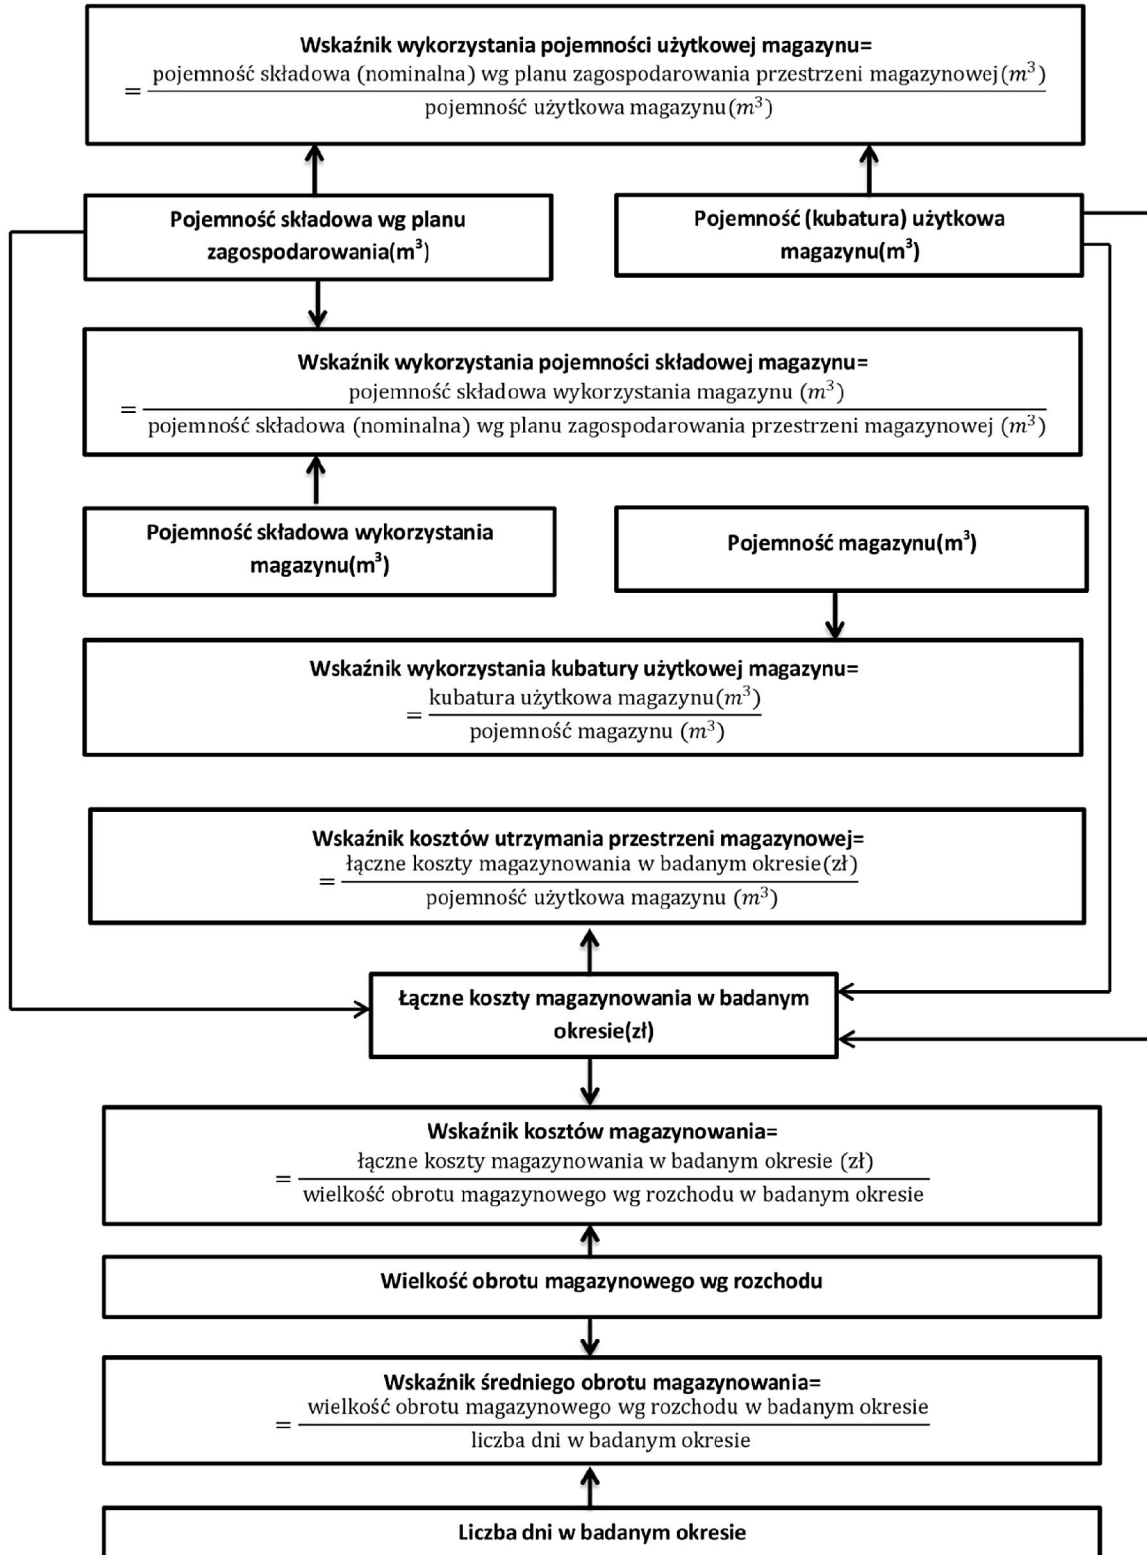 Wskaźnik wykorzystania pojemności użytkowej magazynu=
= pojemność składowa (nominalna) wg planu zagospodarowania przestrzeni magazynowej(m³)
pojemność użytkowa magazynu(m³)
Pojemność składowa wg planu
zagospodarowania(m³)
Pojemność (kubatura) użytkowa
magazynu(m³)
Wskaźnik wykorzystania pojemności składowej magazynu=
= pojemność składowa wykorzystania magazynu (m³)
pojemność składowa (nominalna) wg planu zagospodarowania przestrzeni magazynowej (m³)
Pojemność składowa wykorzystania
magazynu(m³)
Pojemność magazynu(m³)
Wskaźnik wykorzystania kubatury użytkowej magazynu=
= kubatura użytkowa magazynu(m³)
pojemność magazynu (m³)
Wskaźnik kosztów utrzymania przestrzeni magazynowej=
= łączne koszty magazynowania w badanym okresie(zł)
pojemność użytkowa magazynu (m³)
Łączne koszty magazynowania w badanym
okresie(zł)
Wskaźnik kosztów magazynowania=
= łączne koszty magazynowania w badanym okresie (zł)
wielkość obrotu magazynowego wg rozchodu w badanym okresie
Wielkość obrotu magazynowego wg rozchodu
Wskaźnik średniego obrotu magazynowania=
= wielkość obrotu magazynowego wg rozchodu w badanym okresie
liczba dni w badanym okresie
Liczba dni w badanym okresie